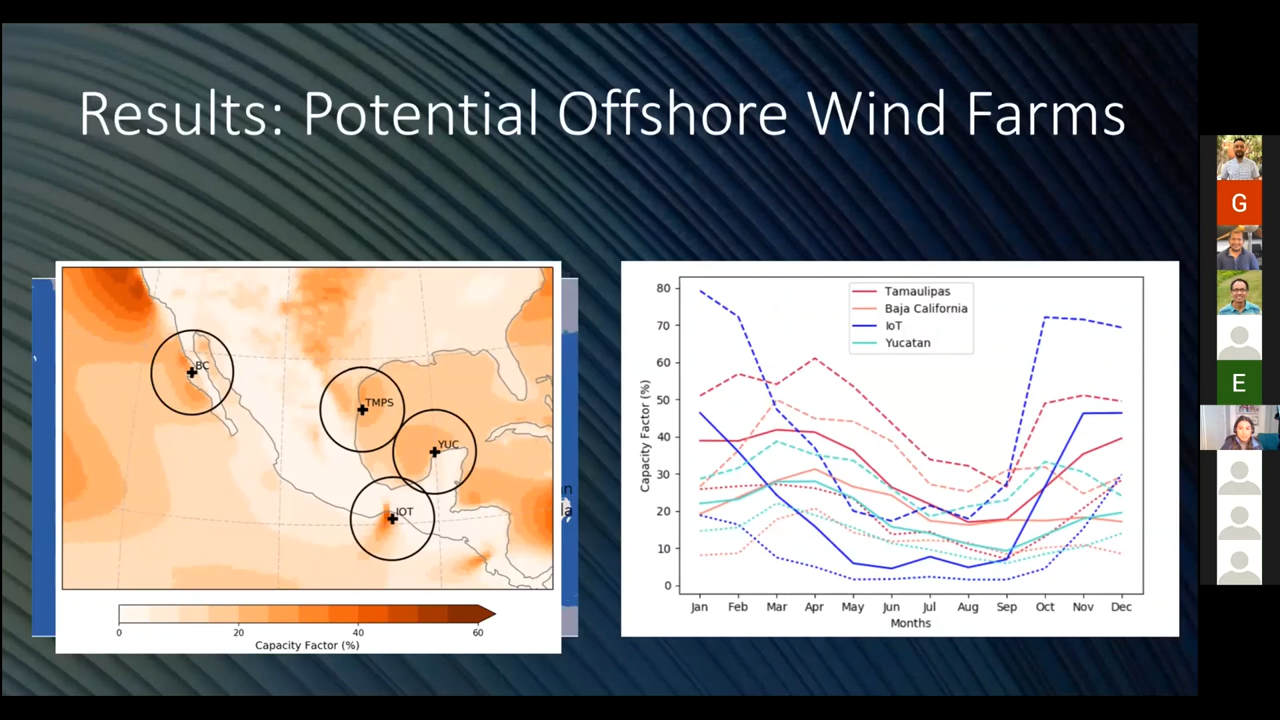 Results: Potential Offshore Wind Farms
BC
TMPS
YUC
IOT
n
la
0
20
40
60
Capacity Factor (%)
80
70
60
50
40
30
20
10
0
Capacity Factor (%)
Tamaulipas
Baja California
IoT
Yucatan
Jan Feb Mar Apr May Jun Jul Aug Sep Oct Nov Dec
Months
G
E